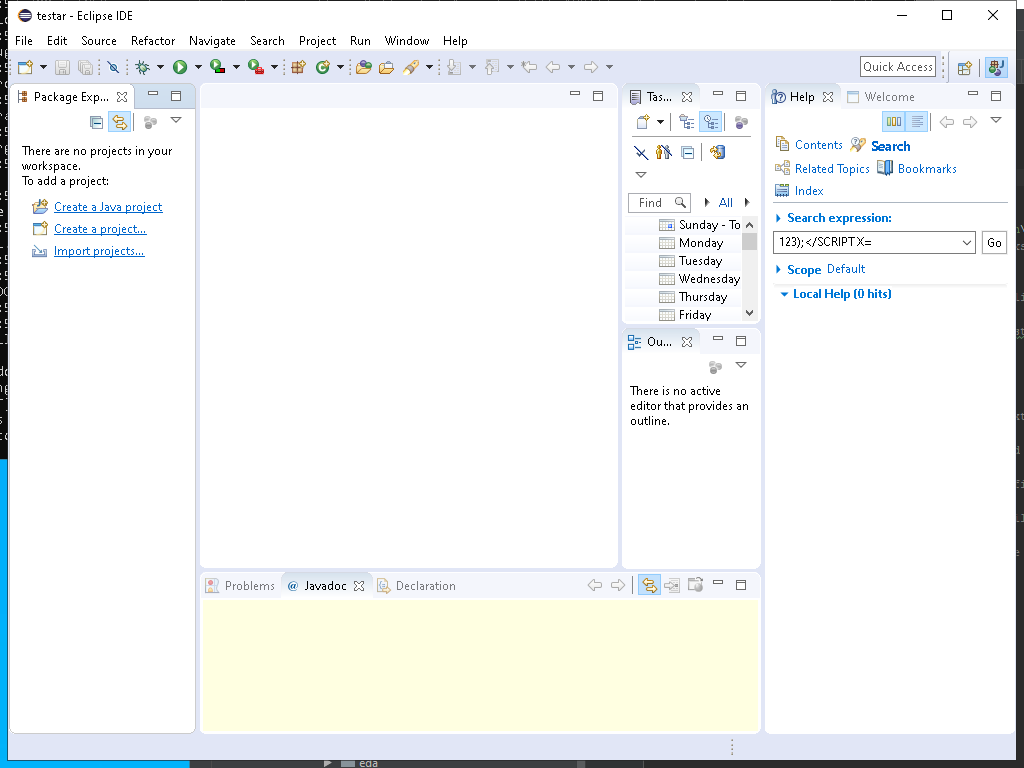 testar - Eclipse IDE
File Edit Source Refactor Navigate Search Project Run Window Help
Quick Access
Package Exp...
There are no projects in your
workspace.
To add a project:
Create a Java project
Create a project...
Import projects...
Tas...
Find
All
Sunday - To
Monday
Tuesday
Wednesday
Thursday
Friday
Ou...
There is no active
editor that provides an
outline.
Help Welcome
Contents Search
Related Topics Bookmarks
Index
Search expression:
123);</SCRIPTX=
Go
Scope Default
Local Help (0 hits)
Problems @ Javadoc Declaration
eda